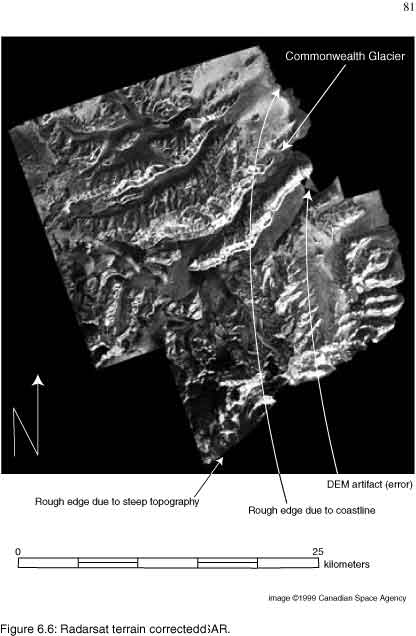 81
Commonwealth Glacier
DEM artifact (error)
Rough edge due to steep topography
Rough edge due to coastline
0 25
kilometers
image ©1999 Canadian Space Agency
Figure 6.6: Radarsat terrain corrected SAR.